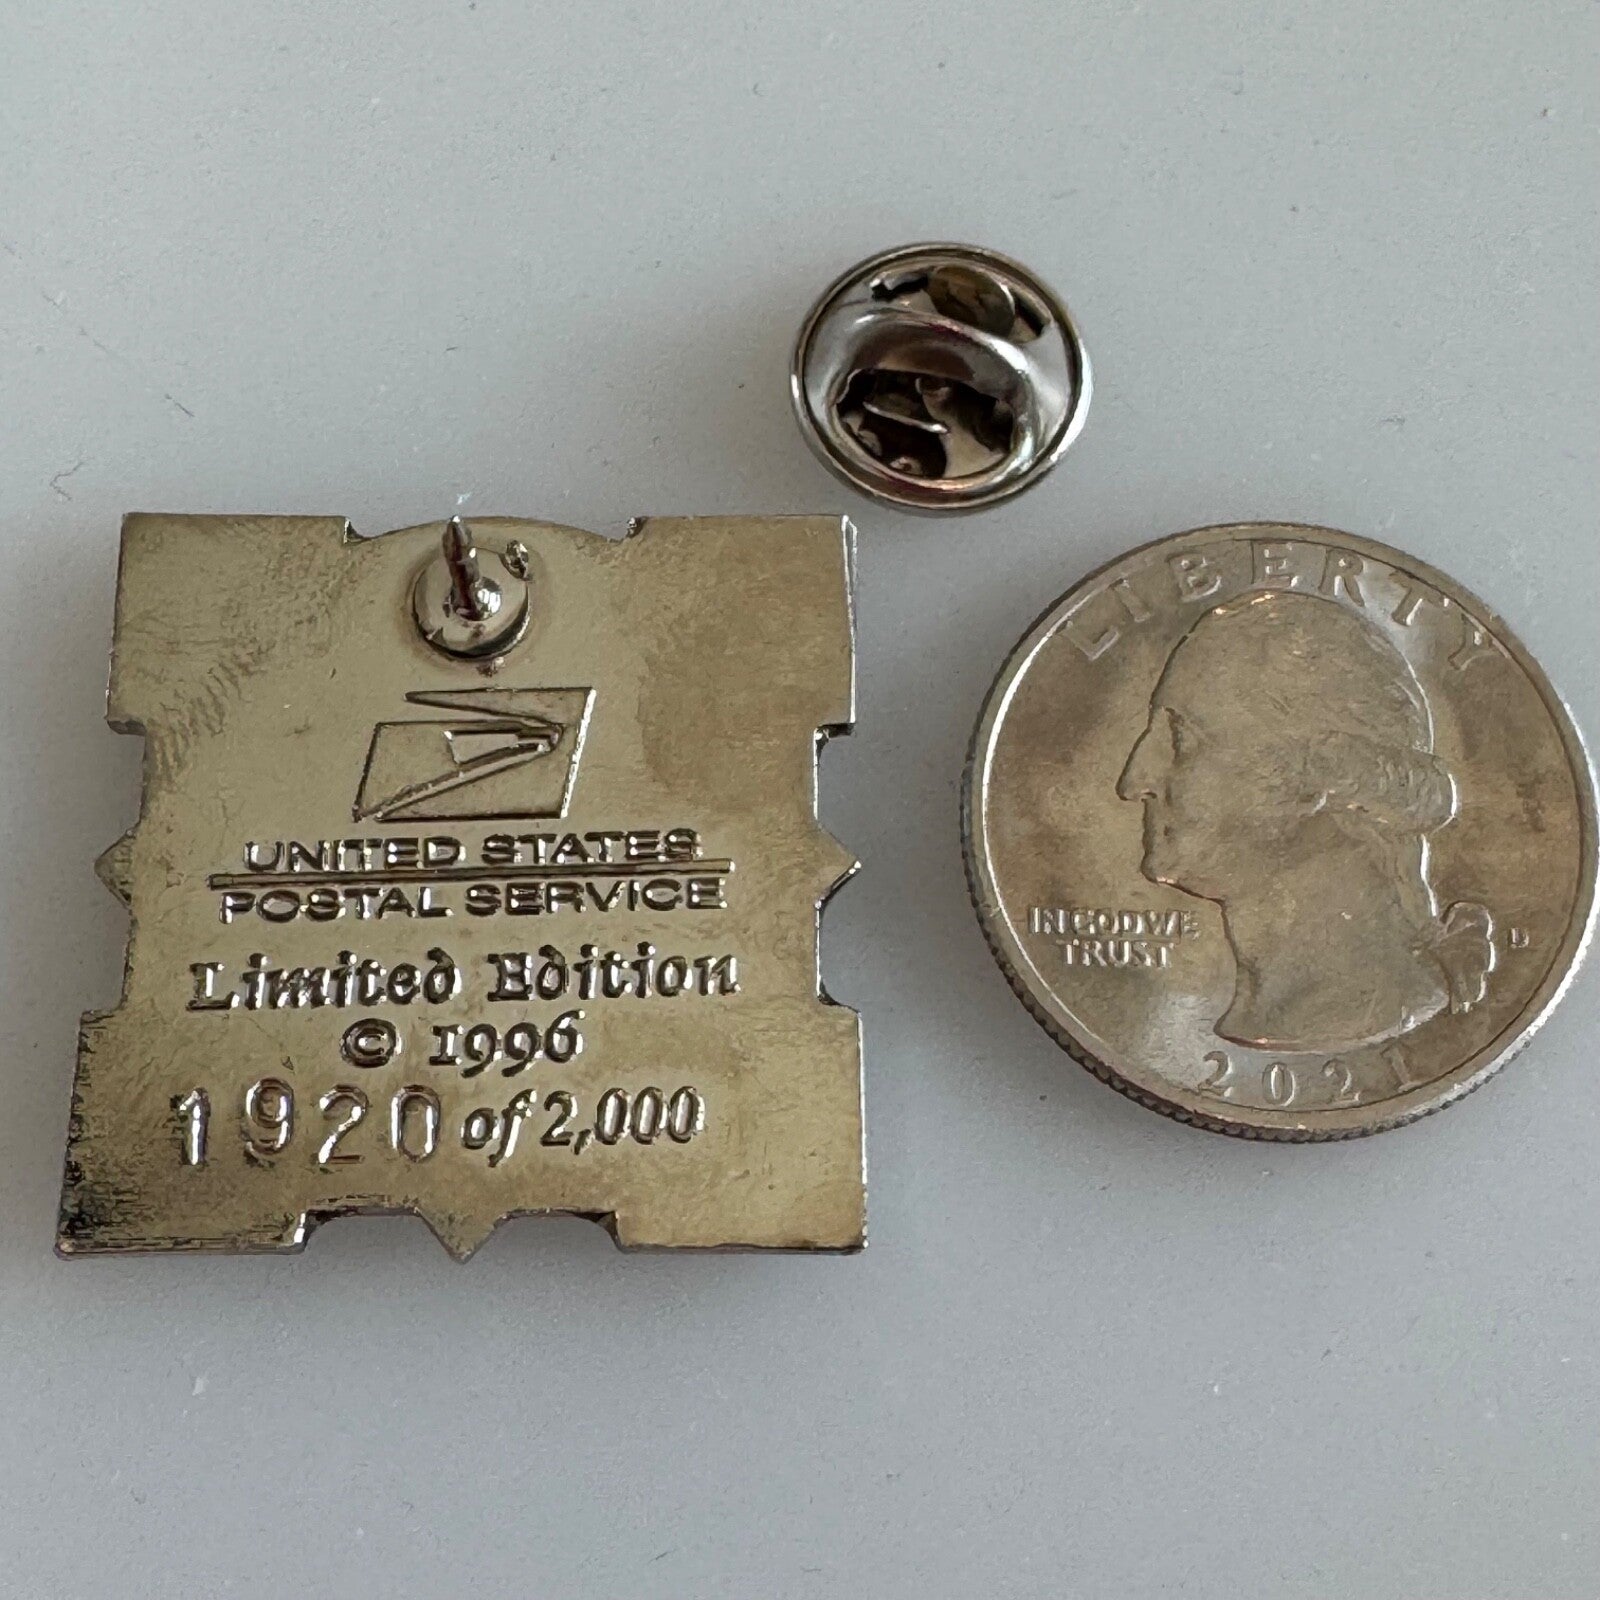 UNITED STATES
POSTAL SERVICE
Limited Edition
© 1996
1920 of 2,000
LIBERTY
IN GOD WE
TRUST
D
2021